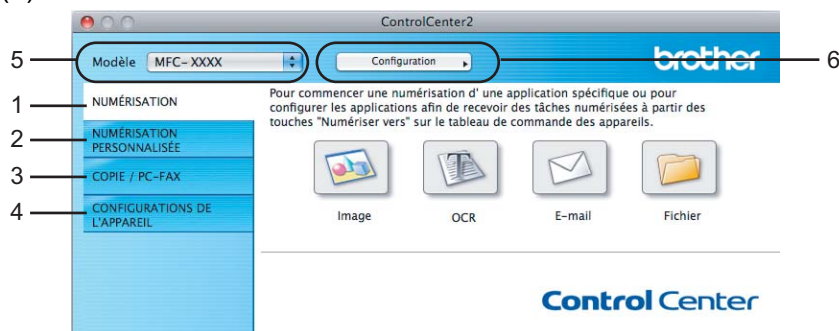 ControlCenter2
5
Modèle MFC- XXXX
Configuration
brother
6
1
NUMÉRISATION
2
NUMÉRISATION
PERSONNALISÉE
3
COPIE / PC-FAX
4
CONFIGURATIONS DE
L'APPAREIL
Pour commencer une numérisation d' une application spécifique ou pour
configurer les applications afin de recevoir des tâches numérisées à partir des
touches "Numériser vers" sur le tableau de commande des appareils.
Image
OCR
E-mail
Fichier
Control Center